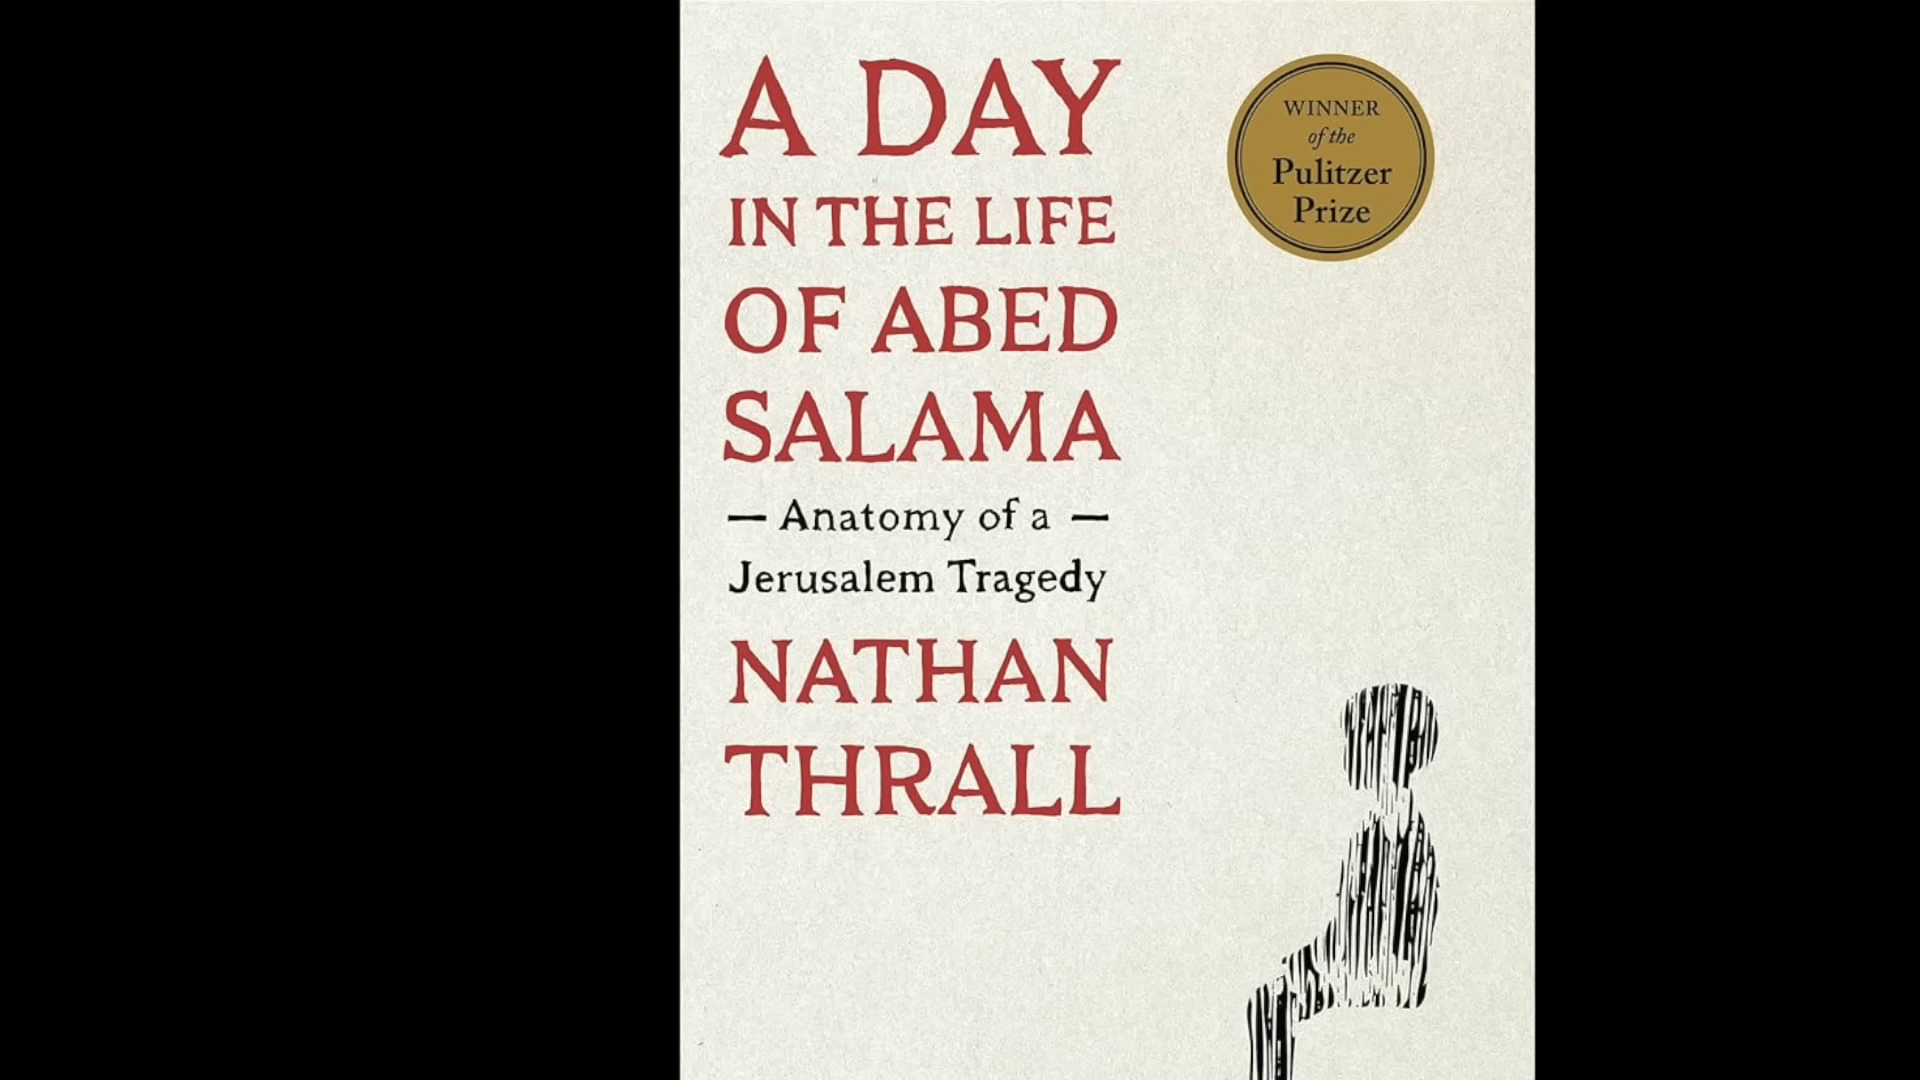 A DAY
IN THE LIFE
OF ABED
SALAMA
— Anatomy of a —
Jerusalem Tragedy
NATHAN
THRALL
WINNER
of the
Pulitzer
Prize